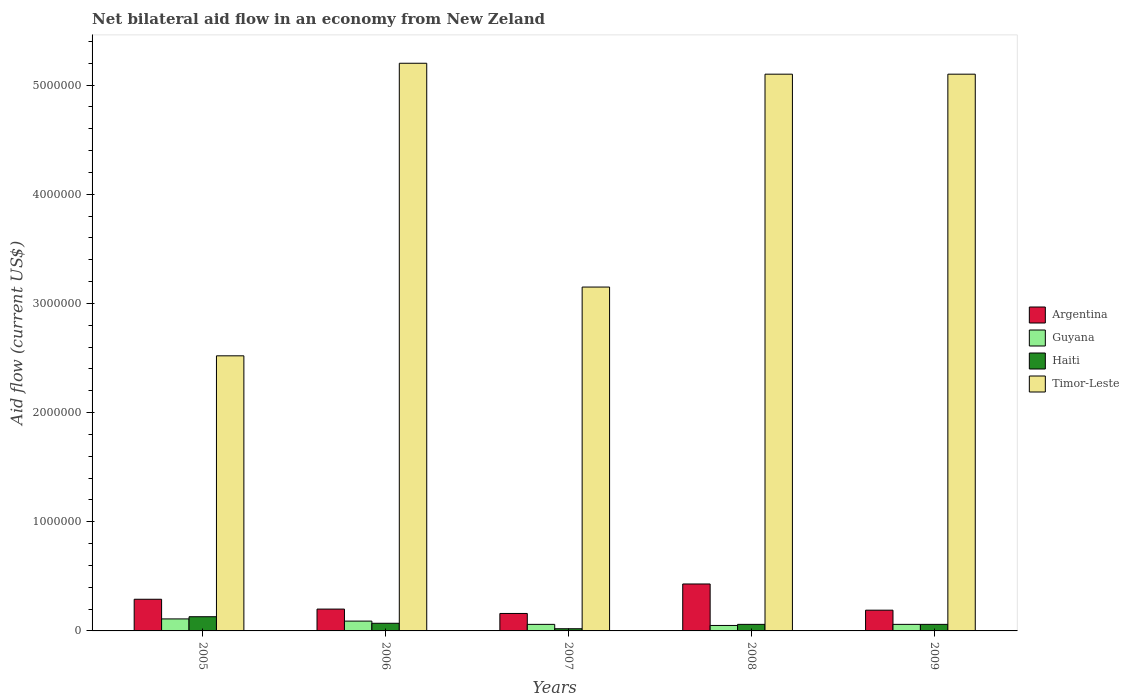 Net bilateral aid flow in an economy from New Zeland
Aid flow (current US$)
5000000
4000000
3000000
2000000
1000000
0
2005
2006
2007
2008
2009
Years
Argentina
Guyana
Haiti
Timor-Leste